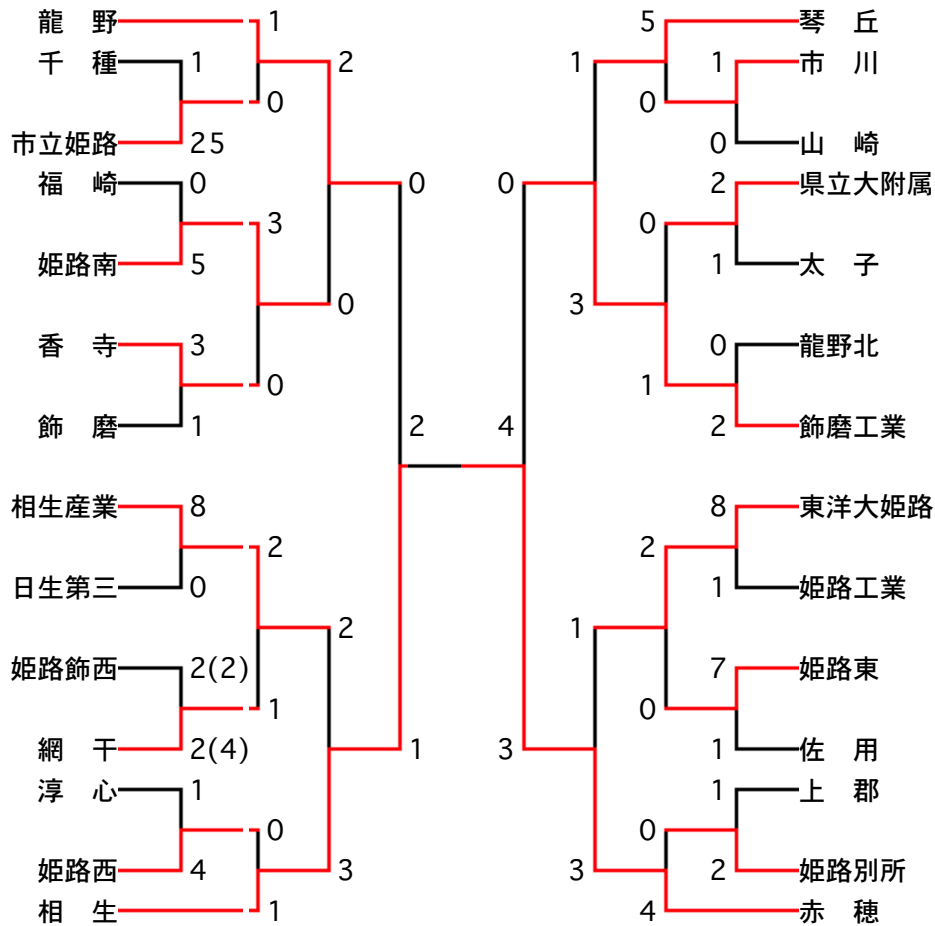 龍　野 1 2 5 琴　丘
千　種 1 1 1 市　川
0 0
市立姫路 25 0 山　崎
福　崎 0 0 0 2 県立大附属
3 0
姫路南 5 1 太　子
0 3
香　寺 3 0 龍野北
0 1
飾　磨 1 2 4 2 飾磨工業
相生産業 8 8 東洋大姫路
2 2
日生第三 0 1 姫路工業
2 1
姫路飾西 2(2) 7 姫路東
1 0
網　干 2(4) 1 3 1 佐　用
淳　心 1 1 上　郡
0 0
姫路西 4 3 3 2 姫路別所
相　生 1 4 赤　穂